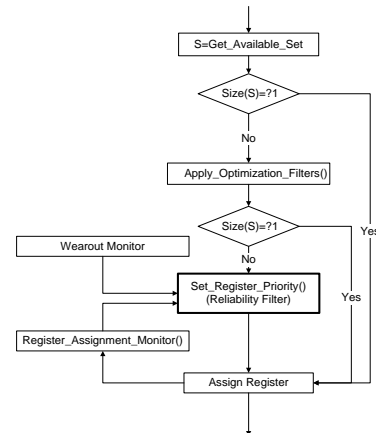 S=Get_Available_Set
Size(S)=?1
No
Apply_Optimization_Filters()
Size(S)=?1
Yes
Wearout Monitor
No
Set_Register_Priority()
(Reliability Filter)
Yes
Register_Assignment_Monitor()
Assign Register